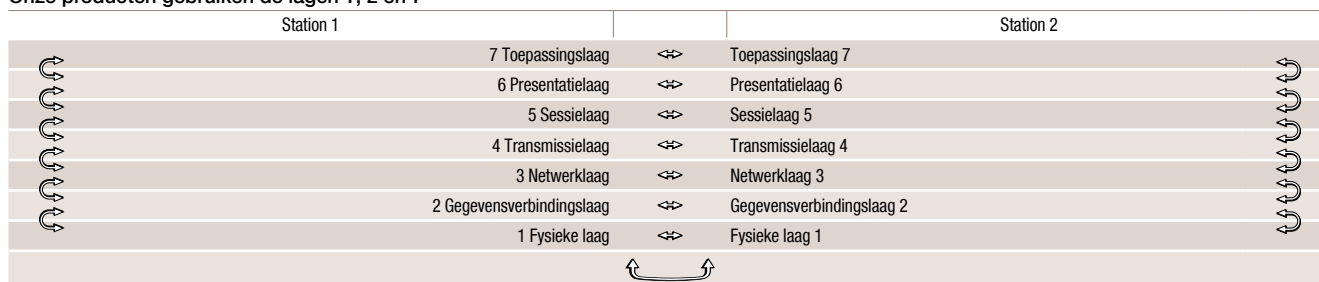 Onze producten gebruiken de lagen 1, 2 en 7
Station 1 Station 2
7 Toepassingslaag Toepassingslaag 7
6 Presentatielaag Presentatielaag 6
5 Sessielaag Sessielaag 5
4 Transmissielaag Transmissielaag 4
3 Netwerklaag Netwerklaag 3
2 Gegevensverbindingslaag Gegevensverbindingslaag 2
1 Fysieke laag Fysieke laag 1